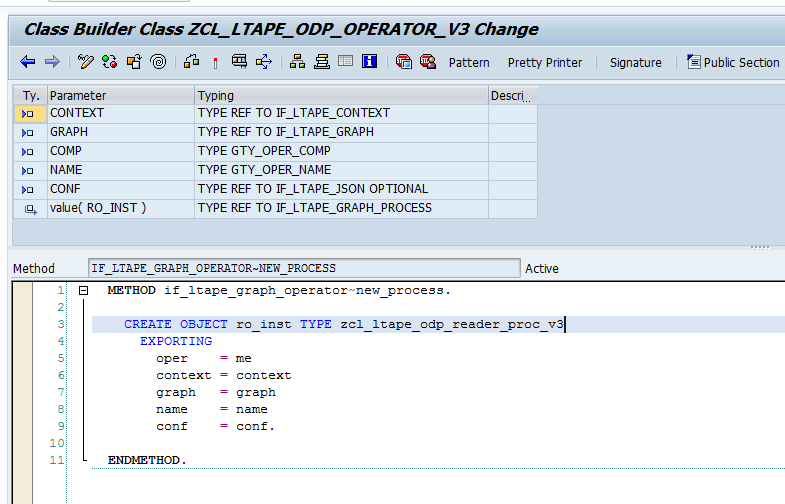 Class Builder Class ZCL_LTAPE_ODP_OPERATOR_V3 Change
Pattern Pretty Printer Signature Public Section
Ty. Parameter Typing Descri...
CONTEXT TYPE REF TO IF_LTAPE_CONTEXT
GRAPH TYPE REF TO IF_LTAPE_GRAPH
COMP TYPE GTY_OPER_COMP
NAME TYPE GTY_OPER_NAME
CONF TYPE REF TO IF_LTAPE_JSON OPTIONAL
value( RO_INST ) TYPE REF TO IF_LTAPE_GRAPH_PROCESS
Method IF_LTAPE_GRAPH_OPERATOR~NEW_PROCESS Active
1 METHOD if_ltape_graph_operator~new_process.
2
3 CREATE OBJECT ro_inst TYPE zcl_ltape_odp_reader_proc_v3
4 EXPORTING
5 oper = me
6 context = context
7 graph = graph
8 name = name
9 conf = conf.
10
11 ENDMETHOD.